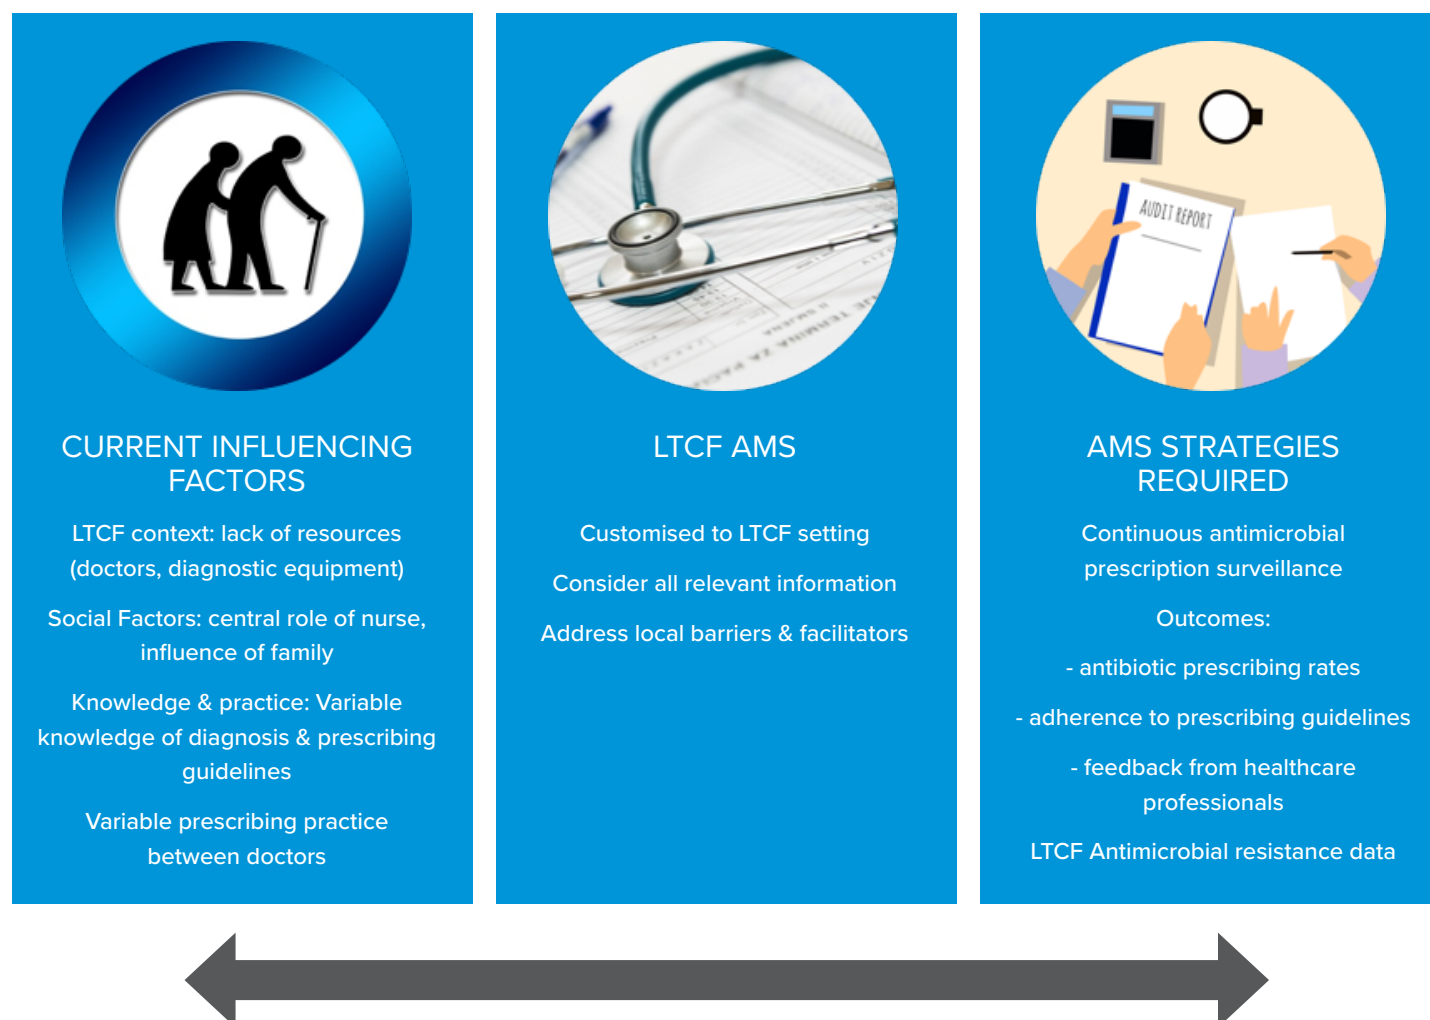 AUDIT REPORT
CURRENT INFLUENCING
FACTORS
LTCF context: lack of resources
(doctors, diagnostic equipment)
Social Factors: central role of nurse,
influence of family
Knowledge & practice: Variable
knowledge of diagnosis & prescribing
guidelines
Variable prescribing practice
between doctors
LTCF AMS
Customised to LTCF setting
Consider all relevant information
Address local barriers & facilitators
AMS STRATEGIES
REQUIRED
Continuous antimicrobial
prescription surveillance
Outcomes:
- antibiotic prescribing rates
- adherence to prescribing guidelines
- feedback from healthcare
professionals
LTCF Antimicrobial resistance data